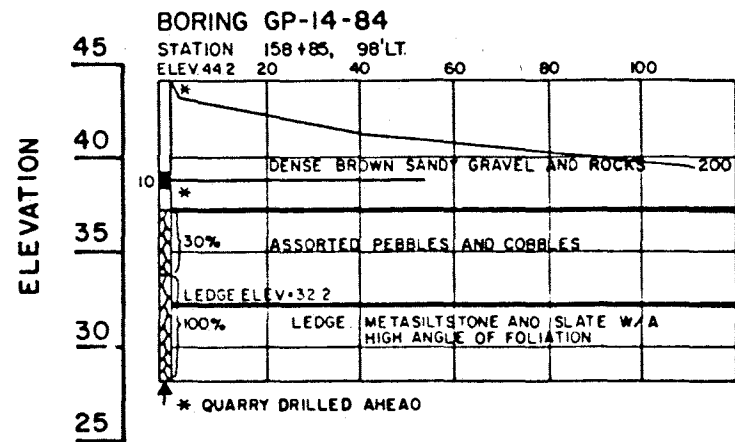 BORING GP-14-84
STATION 158+85, 98'LT.
ELEV. 44.2 20 40 60 80 100
45
40
35
30
25
ELEVATION
*
DENSE BROWN SANDY GRAVEL AND ROCKS 200
10
*
30% ASSORTED PEBBLES AND COBBLES
LEDGE ELEV=32.2
100% LEDGE. METASILTSTONE AND SLATE W/A
HIGH ANGLE OF FOLIATION
* QUARRY DRILLED AHEAD